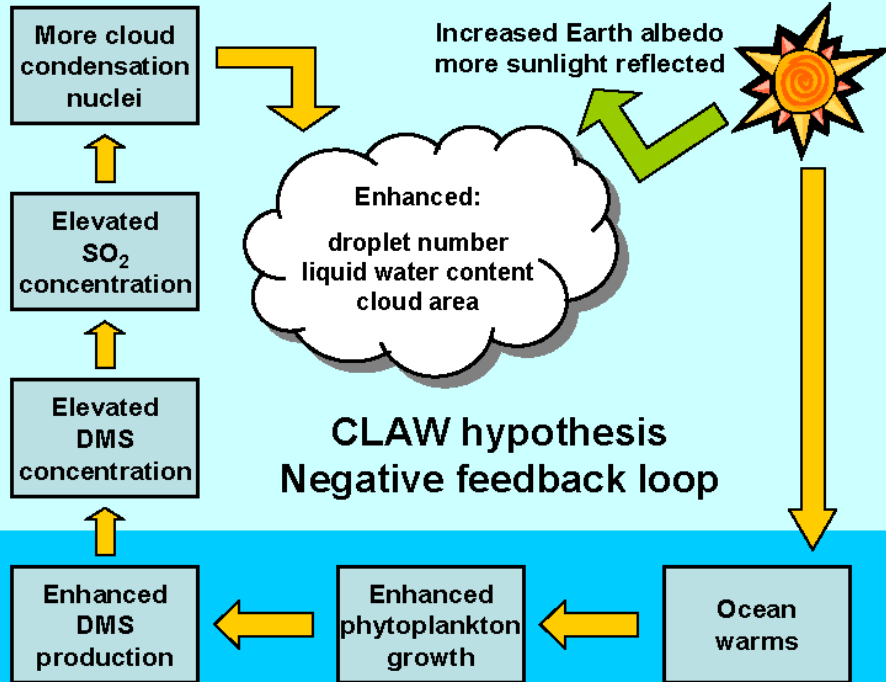 More cloud
condensation
nuclei
Increased Earth albedo
more sunlight reflected
Enhanced:
droplet number
liquid water content
cloud area
Elevated
SO₂
concentration
Elevated
DMS
concentration
CLAW hypothesis
Negative feedback loop
Enhanced
DMS
production
Enhanced
phytoplankton
growth
Ocean
warms